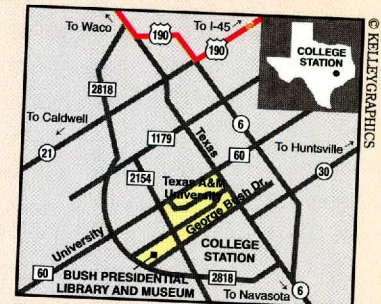 To Waco
190
To I-45
190
COLLEGE
STATION
© KELLEYGRAPHICS
2818
To Caldwell
21
1179
Texas
6
60
To Huntsville
30
2154
Texas A&M
University
George Bush Dr.
University
COLLEGE
STATION
60
BUSH PRESIDENTIAL
LIBRARY AND MUSEUM
2818
To Navasota
6